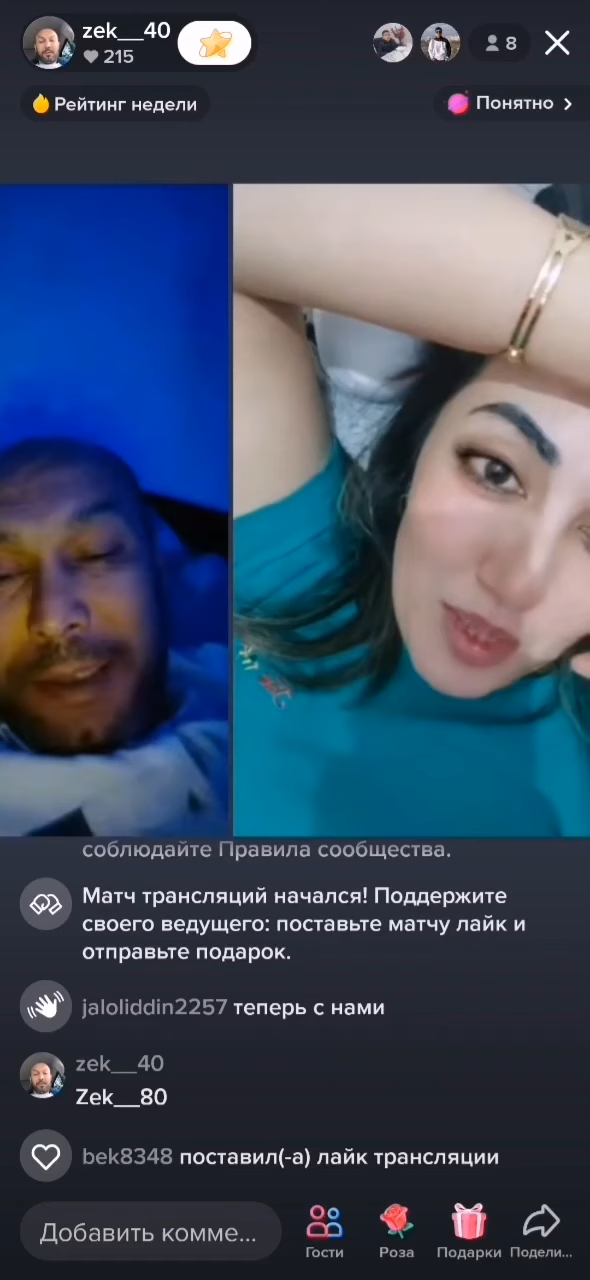 zek__40
215
8
Рейтинг недели
Понятно
соблюдайте Правила сообщества.
Матч трансляций начался! Поддержите
своего ведущего: поставьте матчу лайк и
отправьте подарок.
jaloliddin2257 теперь с нами
zek__40
Zek__80
bek8348 поставил(-а) лайк трансляции
Добавить комме...
Гости
Роза
Подарки
Подели...